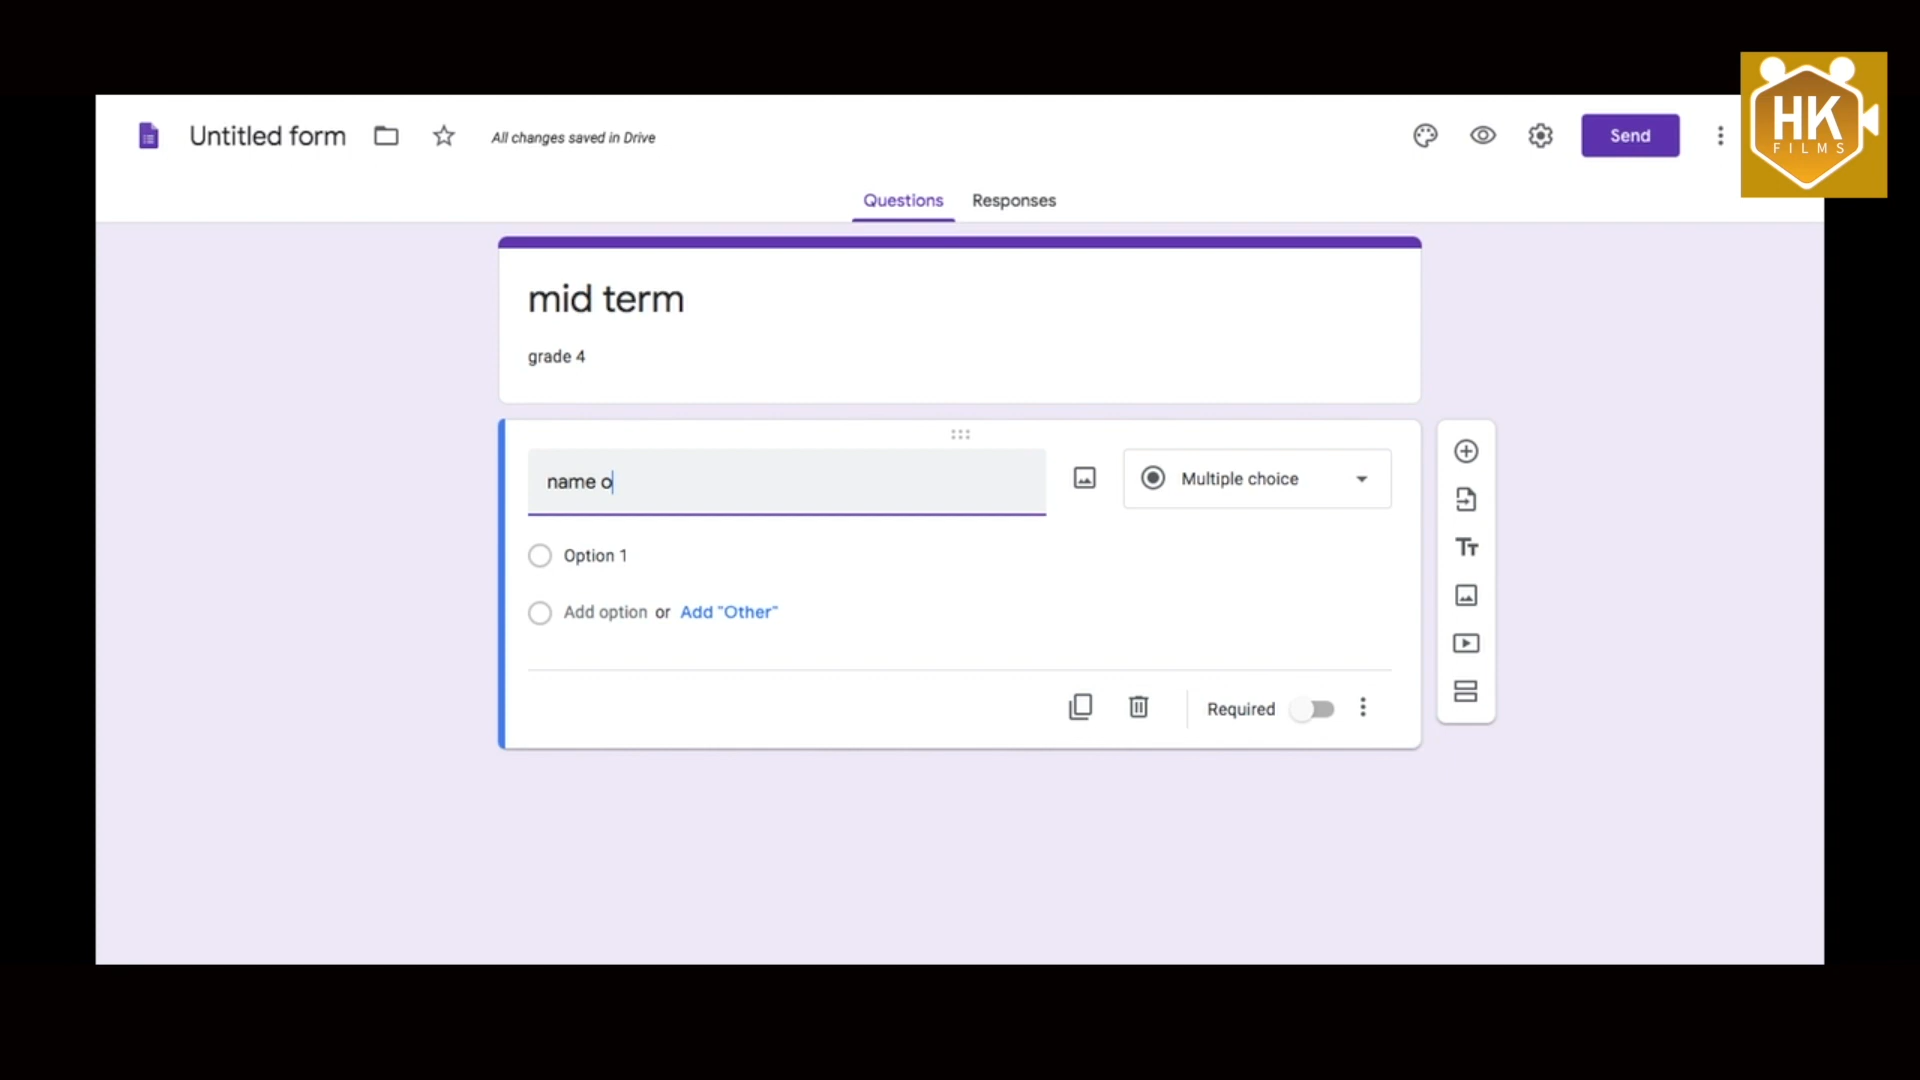 Untitled form
All changes saved in Drive
Send
HK
FILMS
Questions
Responses
mid term
grade 4
name o
Multiple choice
Option 1
Add option or Add "Other"
Required